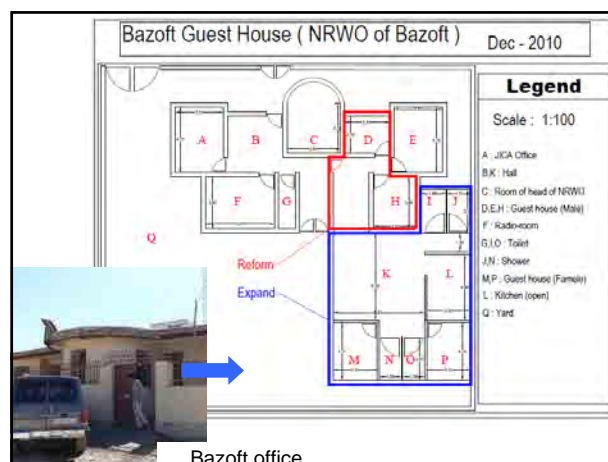 Bazoft Guest House ( NRWO of Bazoft )
Dec - 2010
Legend
Scale : 1:100
A : JICA Office
B,K : Hall
C : Room of head of NRWO
D,E,H : Guest house (Male)
F : Radio-room
G,I,O : Toilet
J,N : Shower
M,P : Guest house (Famele)
L : Kitchen (open)
Q : Yard
A
B
C
D
E
F
G
H
I
J
Q
Reform
K
L
Expand
M
N
O
P
Bazoft office